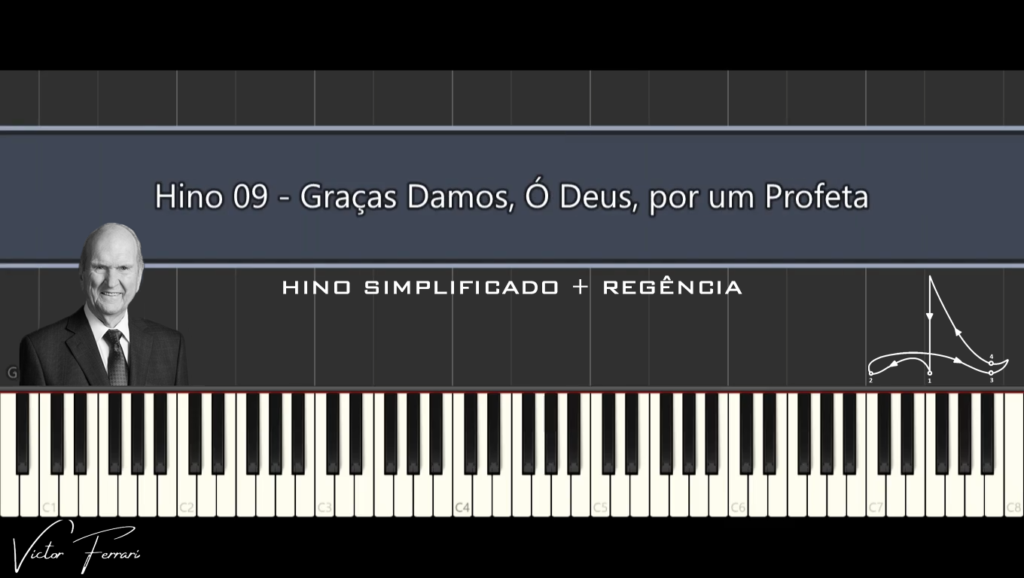 Hino 09 - Graças Damos, Ó Deus, por um Profeta
HINO SIMPLIFICADO + REGÊNCIA
G
4
2 1 3
C1 C2 C3 C4 C5 C6 C7 C8
Victor Ferrari